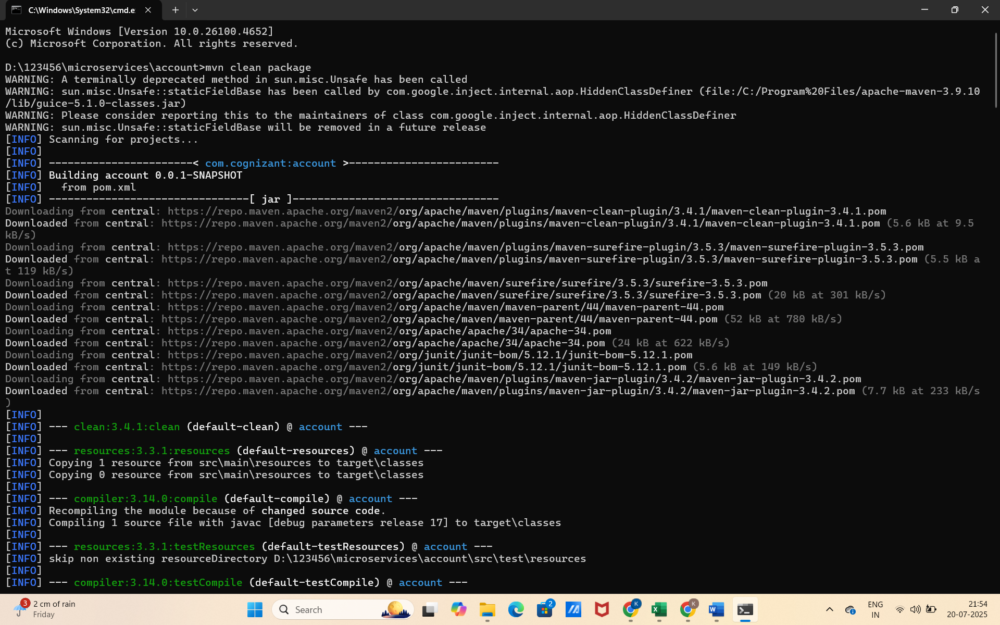 C:\Windows\System32\cmd.e
Microsoft Windows [Version 10.0.26100.4652]
(c) Microsoft Corporation. All rights reserved.
D:\123456\microservices\account>mvn clean package
WARNING: A terminally deprecated method in sun.misc.Unsafe has been called
WARNING: sun.misc.Unsafe::staticFieldBase has been called by com.google.inject.internal.aop.HiddenClassDefiner (file:/C:/Program%20Files/apache-maven-3.9.10
/lib/guice-5.1.0-classes.jar)
WARNING: Please consider reporting this to the maintainers of class com.google.inject.internal.aop.HiddenClassDefiner
WARNING: sun.misc.Unsafe::staticFieldBase will be removed in a future release
[INFO] Scanning for projects...
[INFO]
[INFO] -----------------------< com.cognizant:account >------------------------
[INFO] Building account 0.0.1-SNAPSHOT
[INFO]   from pom.xml
[INFO] --------------------------------[ jar ]---------------------------------
Downloading from central: https://repo.maven.apache.org/maven2/org/apache/maven/plugins/maven-clean-plugin/3.4.1/maven-clean-plugin-3.4.1.pom
Downloaded from central: https://repo.maven.apache.org/maven2/org/apache/maven/plugins/maven-clean-plugin/3.4.1/maven-clean-plugin-3.4.1.pom (5.6 kB at 9.5
kB/s)
Downloading from central: https://repo.maven.apache.org/maven2/org/apache/maven/plugins/maven-surefire-plugin/3.5.3/maven-surefire-plugin-3.5.3.pom
Downloaded from central: https://repo.maven.apache.org/maven2/org/apache/maven/plugins/maven-surefire-plugin/3.5.3/maven-surefire-plugin-3.5.3.pom (5.5 kB a
t 119 kB/s)
Downloading from central: https://repo.maven.apache.org/maven2/org/apache/maven/surefire/surefire/3.5.3/surefire-3.5.3.pom
Downloaded from central: https://repo.maven.apache.org/maven2/org/apache/maven/surefire/surefire/3.5.3/surefire-3.5.3.pom (20 kB at 301 kB/s)
Downloading from central: https://repo.maven.apache.org/maven2/org/apache/maven/maven-parent/44/maven-parent-44.pom
Downloaded from central: https://repo.maven.apache.org/maven2/org/apache/maven/maven-parent/44/maven-parent-44.pom (52 kB at 780 kB/s)
Downloading from central: https://repo.maven.apache.org/maven2/org/apache/apache/34/apache-34.pom
Downloaded from central: https://repo.maven.apache.org/maven2/org/apache/apache/34/apache-34.pom (24 kB at 622 kB/s)
Downloading from central: https://repo.maven.apache.org/maven2/org/junit/junit-bom/5.12.1/junit-bom-5.12.1.pom
Downloaded from central: https://repo.maven.apache.org/maven2/org/junit/junit-bom/5.12.1/junit-bom-5.12.1.pom (5.6 kB at 149 kB/s)
Downloading from central: https://repo.maven.apache.org/maven2/org/apache/maven/plugins/maven-jar-plugin/3.4.2/maven-jar-plugin-3.4.2.pom
Downloaded from central: https://repo.maven.apache.org/maven2/org/apache/maven/plugins/maven-jar-plugin/3.4.2/maven-jar-plugin-3.4.2.pom (7.7 kB at 233 kB/s
)
[INFO]
[INFO] --- clean:3.4.1:clean (default-clean) @ account ---
[INFO]
[INFO] --- resources:3.3.1:resources (default-resources) @ account ---
[INFO] Copying 1 resource from src\main\resources to target\classes
[INFO] Copying 0 resource from src\main\resources to target\classes
[INFO]
[INFO] --- compiler:3.14.0:compile (default-compile) @ account ---
[INFO] Recompiling the module because of changed source code.
[INFO] Compiling 1 source file with javac [debug parameters release 17] to target\classes
[INFO]
[INFO] --- resources:3.3.1:testResources (default-testResources) @ account ---
[INFO] skip non existing resourceDirectory D:\123456\microservices\account\src\test\resources
[INFO]
[INFO] --- compiler:3.14.0:testCompile (default-testCompile) @ account ---
3
2 cm of rain
Friday
Search
2
K
K
ENG
IN
21:54
20-07-2025